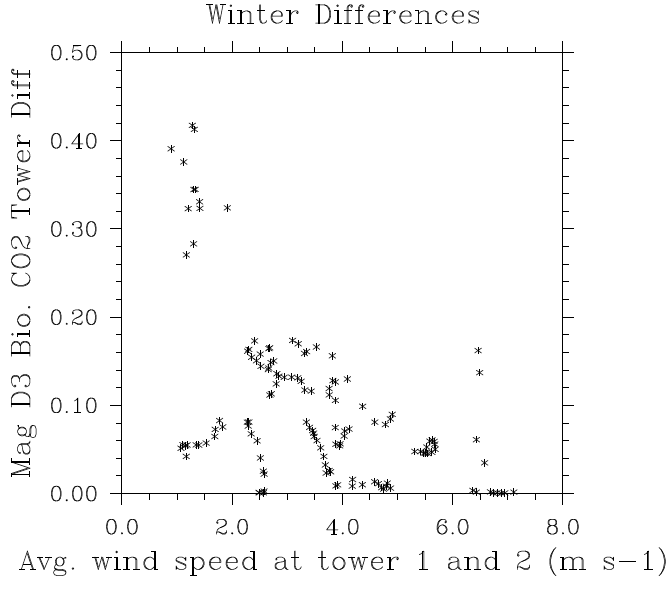 Winter Differences
Mag D3 Bio. CO2 Tower Diff
0.50
0.40
0.30
0.20
0.10
0.00
0.0 2.0 4.0 6.0 8.0
Avg. wind speed at tower 1 and 2 (m s-1)